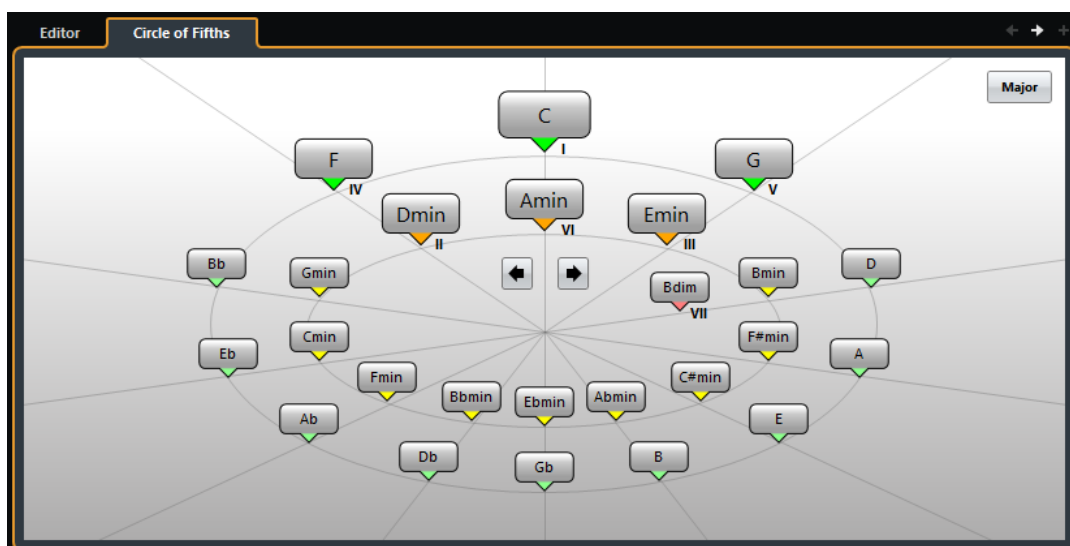 Editor
Circle of Fifths
Major
C
I
F
IV
G
V
Amin
VI
Dmin
II
Emin
III
Bb
Gmin
Bdim
VII
Bmin
D
Eb
Cmin
F#min
A
Fmin
C#min
Bbmin
Ebmin
Abmin
Ab
E
Db
Gb
B